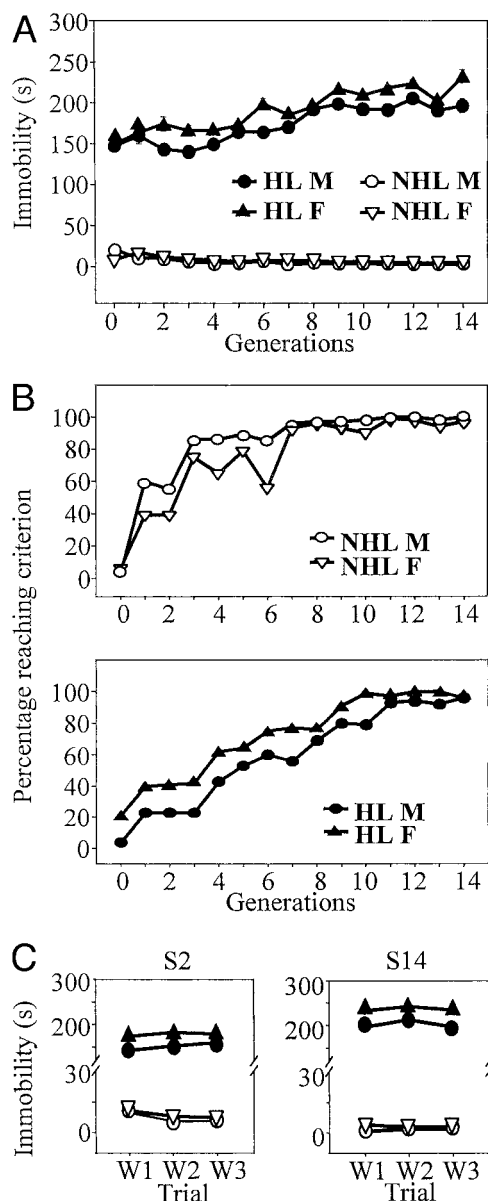 A
Immobility (s)
300
250
200
150
100
50
0
HL M
NHL M
HL F
NHL F
0 2 4 6 8 10 12 14
Generations
B
Percentage reaching criterion
100
80
60
40
20
0
NHL M
NHL F
0 2 4 6 8 10 12 14
100
80
60
40
20
0
HL M
HL F
0 2 4 6 8 10 12 14
Generations
C
S2
S14
Immobility (s)
300
200
30
0
W1 W2 W3
Trial
300
200
30
0
W1 W2 W3
Trial